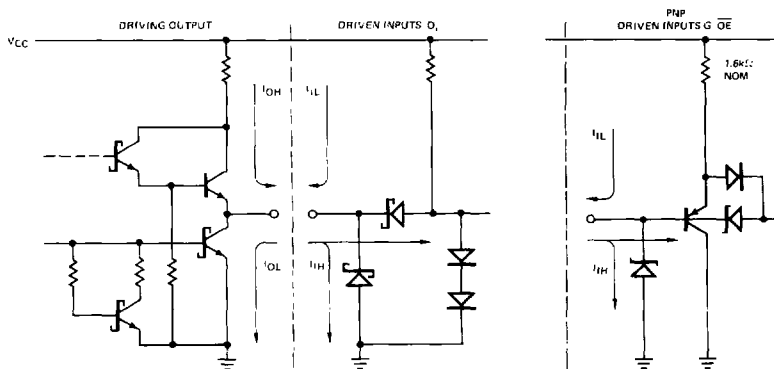 DRIVING OUTPUT
DRIVEN INPUTS D,
PNP
DRIVEN INPUTS G OE
VCC
1.6kΩ
NOM
IOH
IIL
IIL
IOL
IIH
IIH